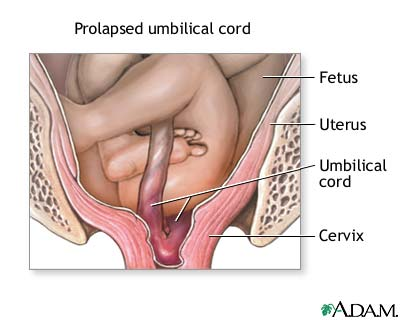 Prolapsed umbilical cord
Fetus
Uterus
Umbilical
cord
Cervix
A.D.A.M.